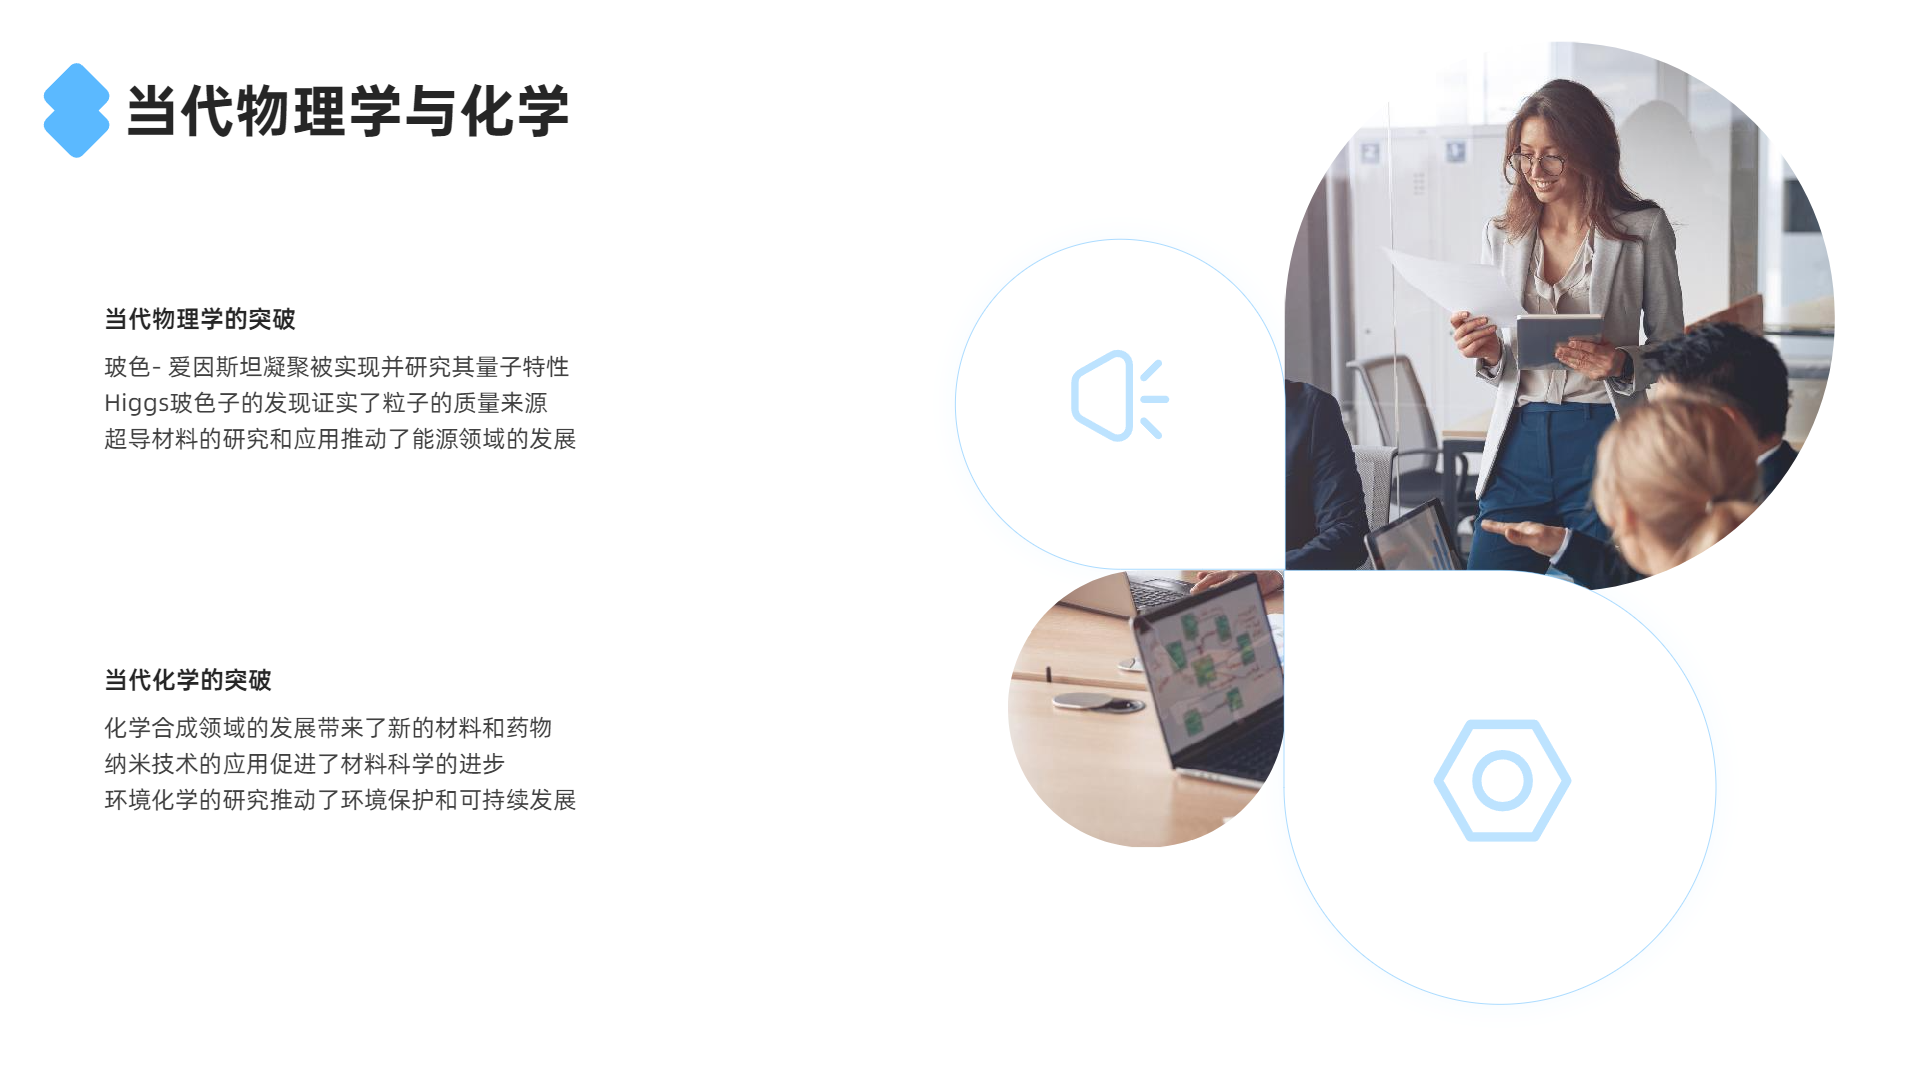 当代物理学与化学
当代物理学的突破
玻色- 爱因斯坦凝聚被实现并研究其量子特性
Higgs玻色子的发现证实了粒子的质量来源
超导材料的研究和应用推动了能源领域的发展
当代化学的突破
化学合成领域的发展带来了新的材料和药物
纳米技术的应用促进了材料科学的进步
环境化学的研究推动了环境保护和可持续发展